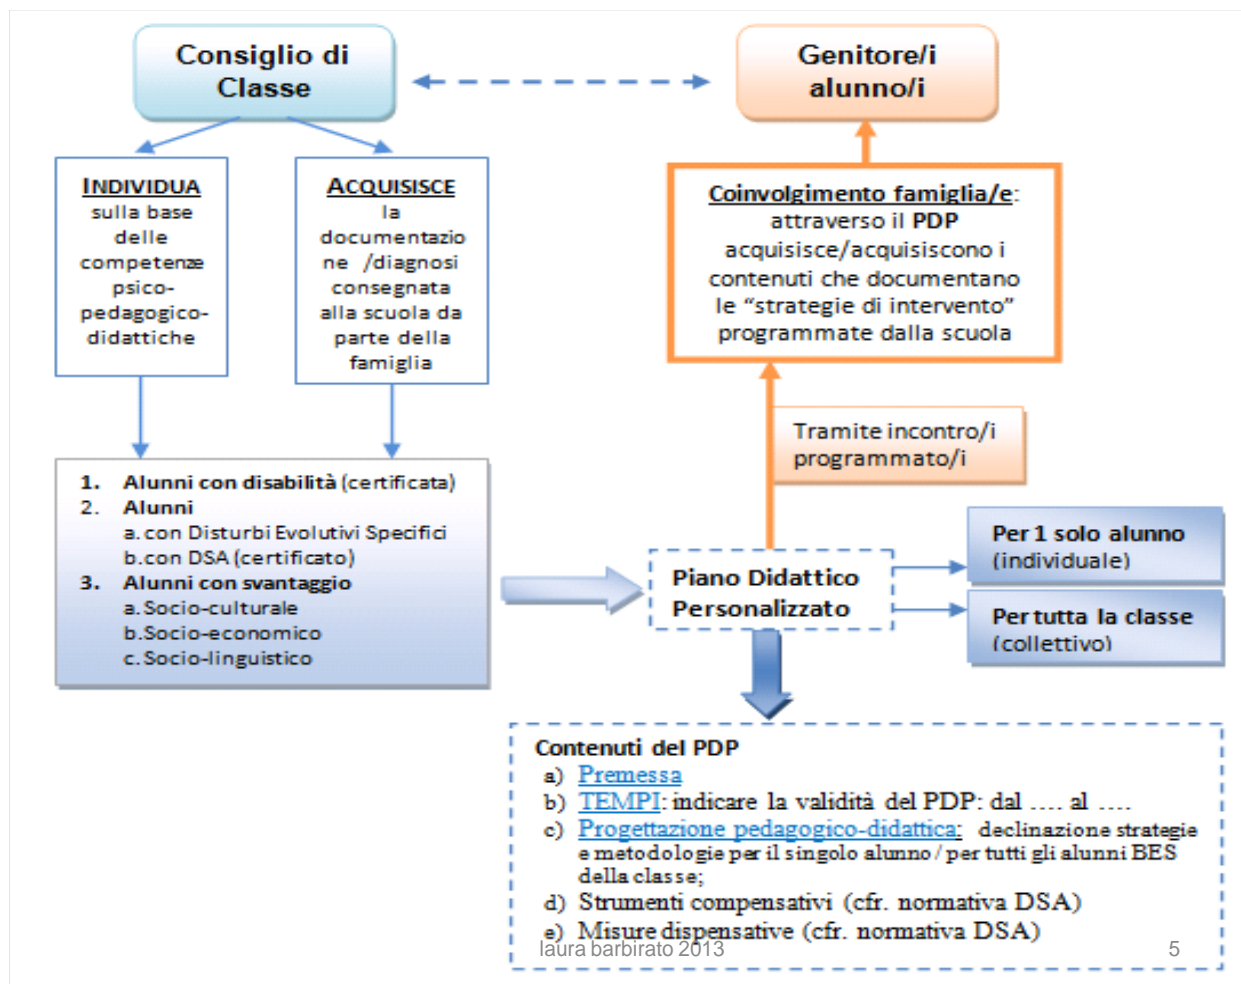 Consiglio di
Classe
Genitore/i
alunno/i
INDIVIDUA
sulla base
delle
competenze
psico-
pedagogico-
didattiche
ACQUISISCE
la
documentazio
ne /diagnosi
consegnata
alla scuola da
parte della
famiglia
Coinvolgimento famiglia/e:
attraverso il PDP
acquisisce/acquisiscono i
contenuti che documentano
le “strategie di intervento”
programmate dalla scuola
Tramite incontro/i
programmato/i
1. Alunni con disabilità (certificata)
2. Alunni
a. con Disturbi Evolutivi Specifici
b. con DSA (certificato)
3. Alunni con svantaggio
a. Socio-culturale
b. Socio-economico
c. Socio-linguistico
Piano Didattico
Personalizzato
Per 1 solo alunno
(individuale)
Per tutta la classe
(collettivo)
Contenuti del PDP
a) Premessa
b) TEMPI: indicare la validità del PDP: dal .... al ....
c) Progettazione pedagogico-didattica: declinazione strategie
e metodologie per il singolo alunno / per tutti gli alunni BES
della classe;
d) Strumenti compensativi (cfr. normativa DSA)
e) Misure dispensative (cfr. normativa DSA)
laura barbirato 2013
5